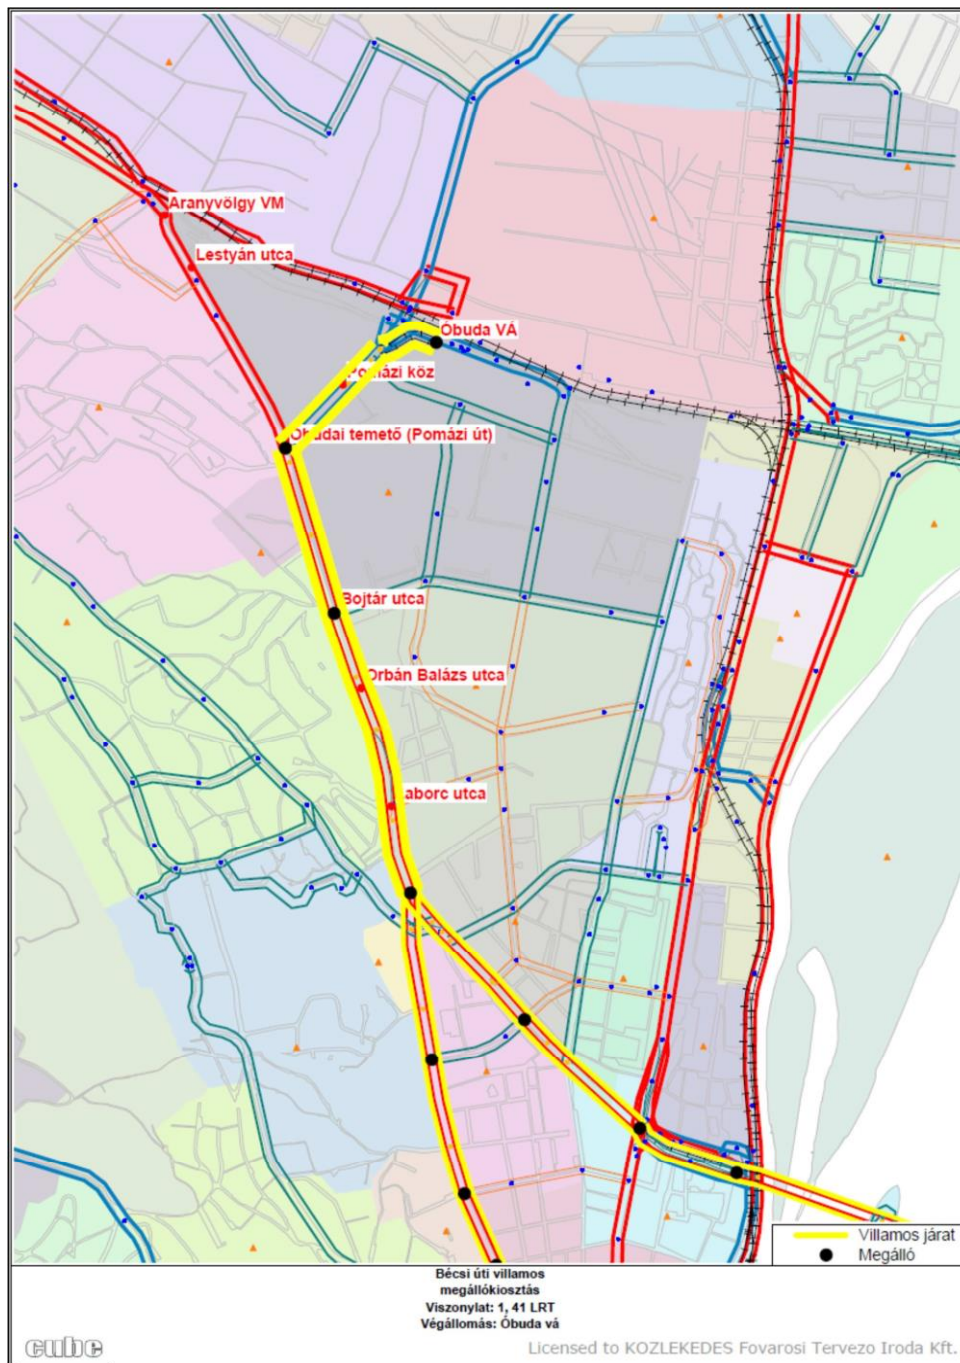 Aranyvölgy VM
Lestyán utca
Óbuda VÁ
Pomázi köz
Óbudai temető (Pomázi út)
Bojtár utca
Orbán Balázs utca
Laborc utca
Villamos járat
Megálló
Bécsi úti villamos
megállókiosztás
Viszonylat: 1, 41 LRT
Végállomás: Óbuda vá
cube
Licensed to KOZLEKEDES Fovarosi Tervezo Iroda Kft.